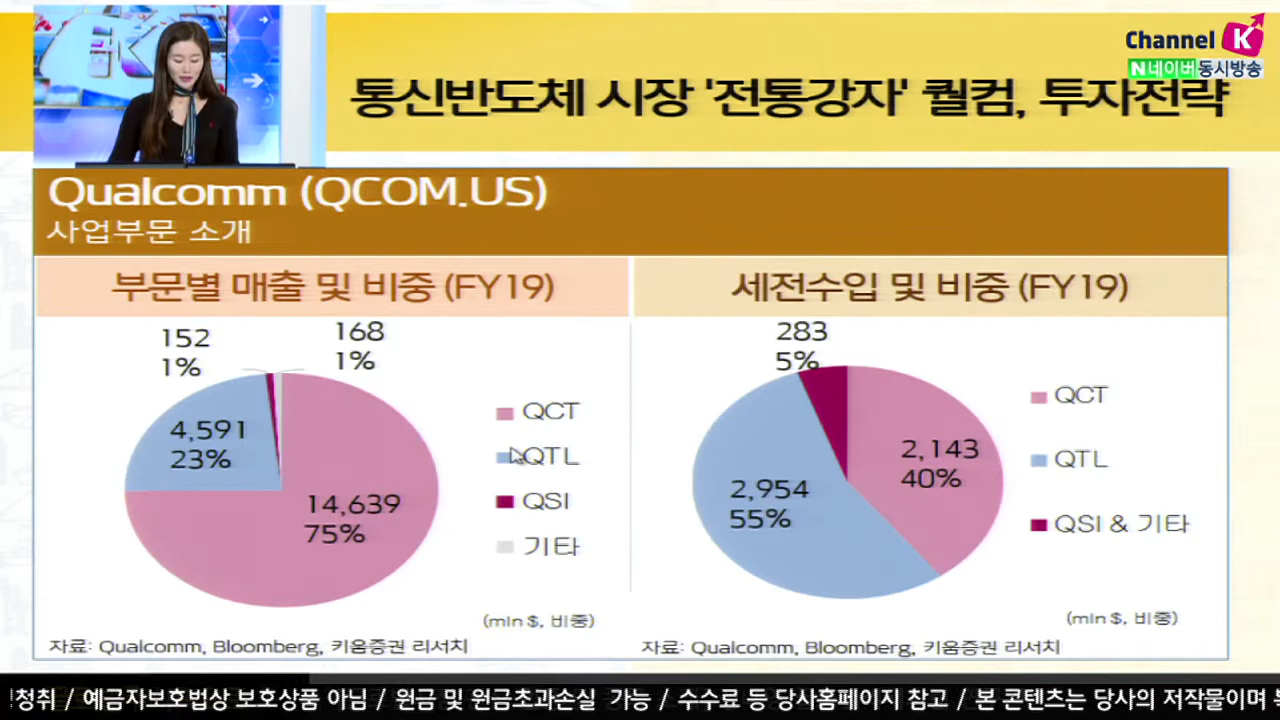 Channel K
N 네이버 동시방송
통신반도체 시장 '전통강자' 퀄컴, 투자전략
Qualcomm (QCOM.US)
사업부문 소개
부문별 매출 및 비중 (FY19)
152
1%
168
1%
4,591
23%
14,639
75%
QCT
QTL
QSI
기타
(mln $, 비중)
자료: Qualcomm, Bloomberg, 키움증권 리서치
세전수입 및 비중 (FY19)
283
5%
2,143
40%
2,954
55%
QCT
QTL
QSI & 기타
(mln $, 비중)
자료: Qualcomm, Bloomberg, 키움증권 리서치
청취 / 예금자보호법상 보호상품 아님 / 원금 및 원금초과손실 가능 / 수수료 등 당사홈페이지 참고 / 본 콘텐츠는 당사의 저작물이며